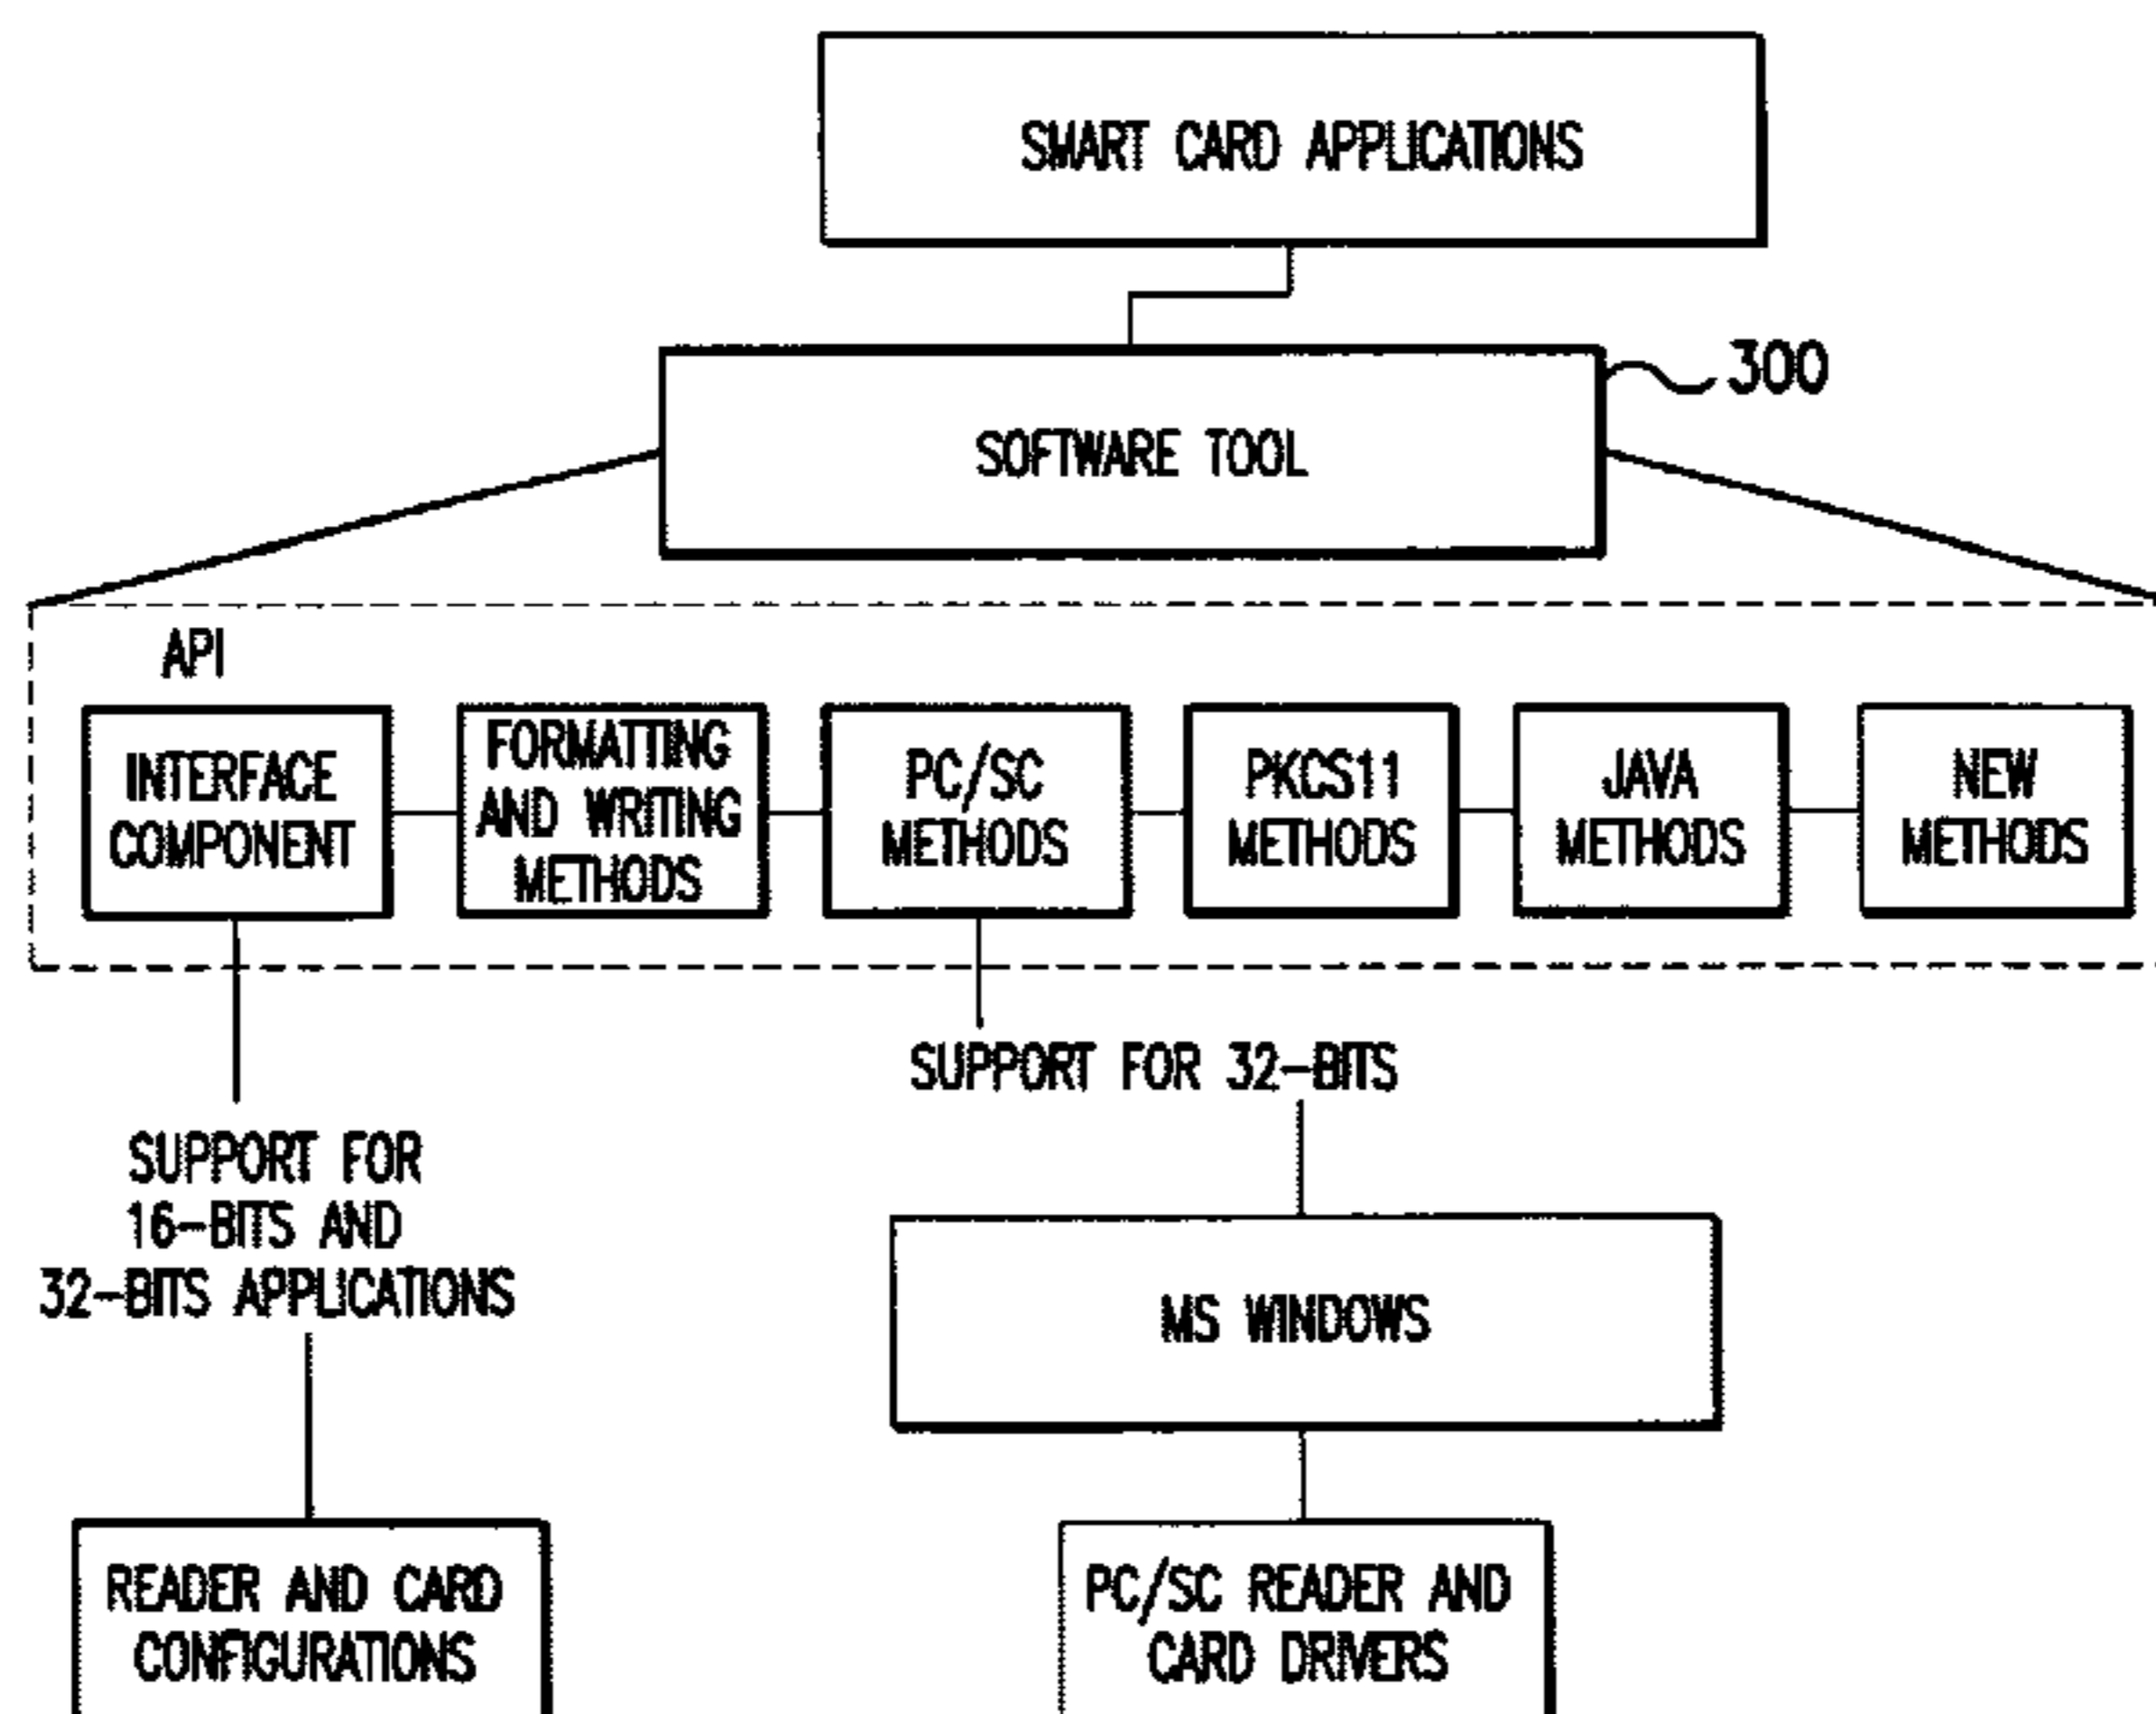 SMART CARD APPLICATIONS
300
SOFTWARE TOOL
API
INTERFACE
COMPONENT
FORMATTING
AND WRITING
METHODS
PC/SC
METHODS
PKCS11
METHODS
JAVA
METHODS
NEW
METHODS
SUPPORT FOR
16-BITS AND
32-BITS APPLICATIONS
SUPPORT FOR 32-BITS
MS WINDOWS
READER AND CARD
CONFIGURATIONS
PC/SC READER AND
CARD DRIVERS